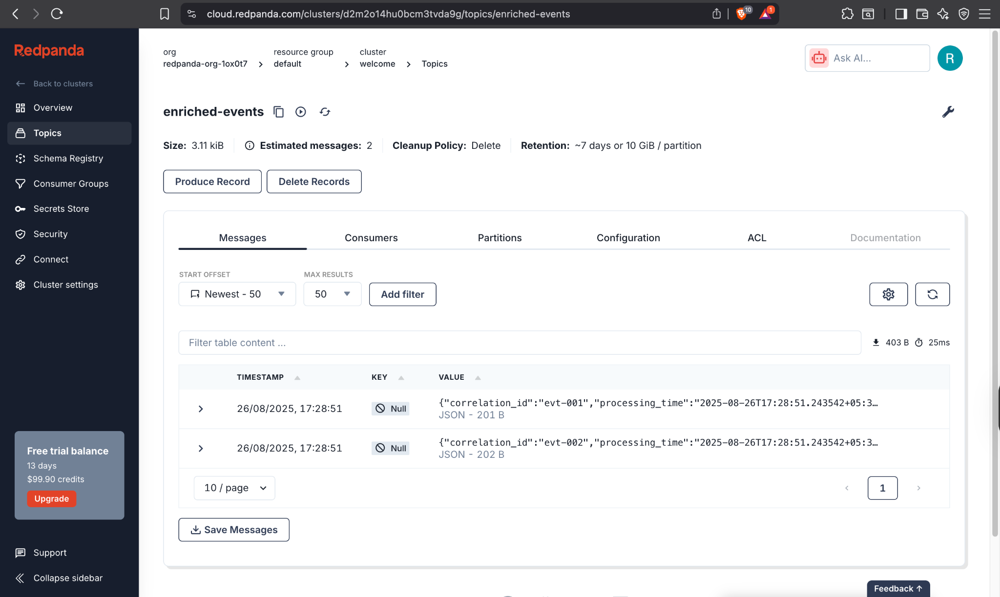 cloud.redpanda.com/clusters/d2m2o14hu0bcm3tvda9g/topics/enriched-events
10
1
Redpanda
Back to clusters
Overview
Topics
Schema Registry
Consumer Groups
Secrets Store
Security
Connect
Cluster settings
Free trial balance
13 days
$99.90 credits
Upgrade
Support
Collapse sidebar
org
redpanda-org-1ox0t7
resource group
default
cluster
welcome
Topics
Ask AI...
R
enriched-events
Size: 3.11 kiB
Estimated messages: 2
Cleanup Policy: Delete
Retention: ~7 days or 10 GiB / partition
Produce Record
Delete Records
Messages
Consumers
Partitions
Configuration
ACL
Documentation
START OFFSET
MAX RESULTS
Newest - 50
50
Add filter
Filter table content ...
403 B
25ms
TIMESTAMP
KEY
VALUE
26/08/2025, 17:28:51
Null
{"correlation_id":"evt-001","processing_time":"2025-08-26T17:28:51.243542+05:3…
JSON - 201 B
26/08/2025, 17:28:51
Null
{"correlation_id":"evt-002","processing_time":"2025-08-26T17:28:51.243542+05:3…
JSON - 202 B
10 / page
1
Save Messages
Feedback ↑